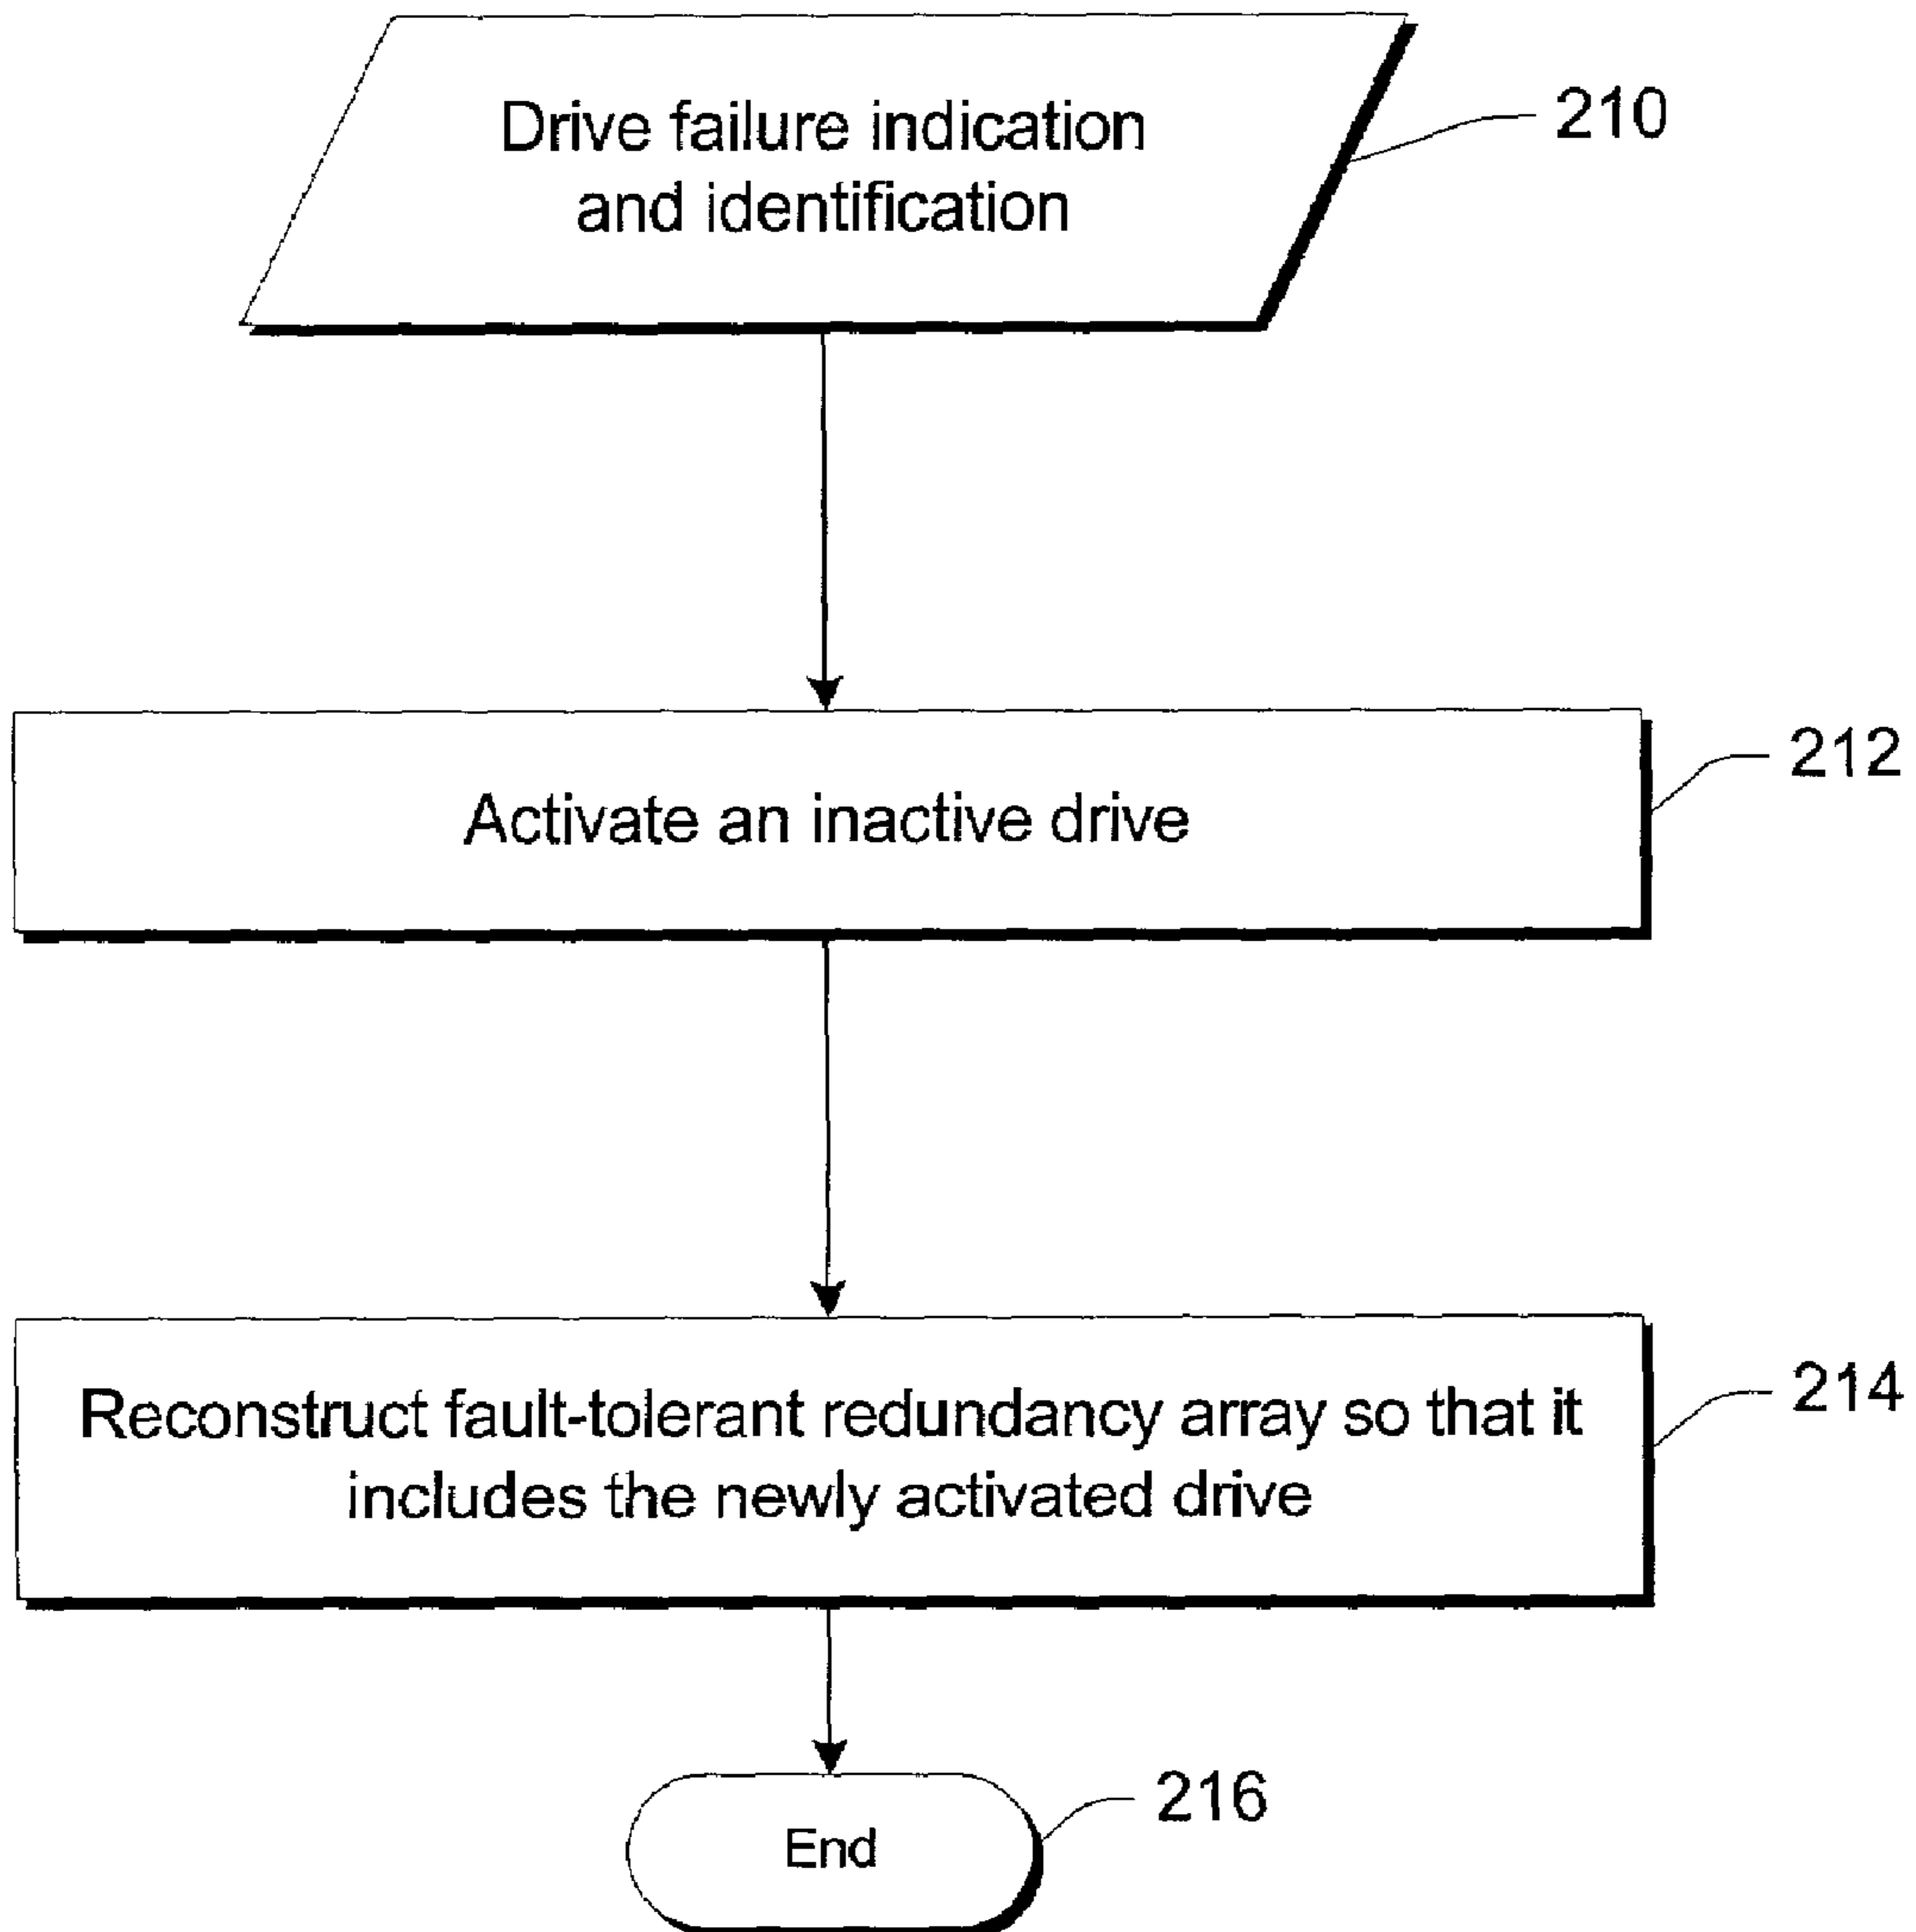 Drive failure indication
and identification
210
Activate an inactive drive
212
Reconstruct fault-tolerant redundancy array so that it
includes the newly activated drive
214
End
216